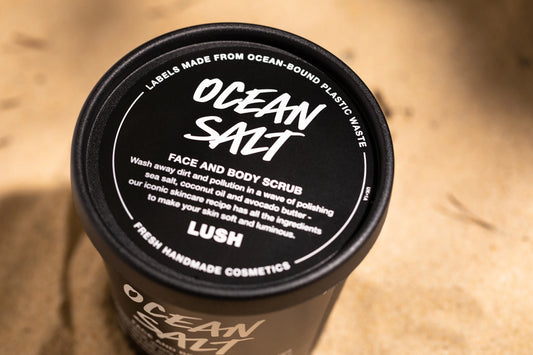 LABELS MADE FROM OCEAN-BOUND PLASTIC WASTE
OCEAN
SALT
FACE AND BODY SCRUB
Wash away dirt and pollution in a wave of polishing
sea salt, coconut oil and avocado butter -
our iconic skincare recipe has all the ingredients
to make your skin soft and luminous.
LUSH
FRESH HANDMADE COSMETICS
OCEAN
SALT